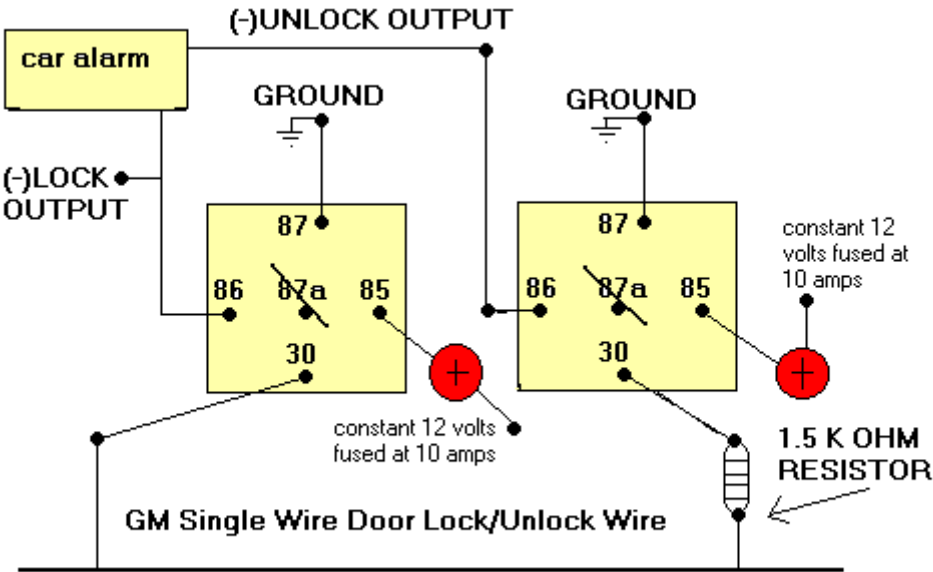 (-)UNLOCK OUTPUT
car alarm
GROUND
GROUND
(-)LOCK
OUTPUT
87
86
87a
85
30
87
86
87a
85
30
constant 12
volts fused at
10 amps
constant 12 volts
fused at 10 amps
1.5 K OHM
RESISTOR
GM Single Wire Door Lock/Unlock Wire